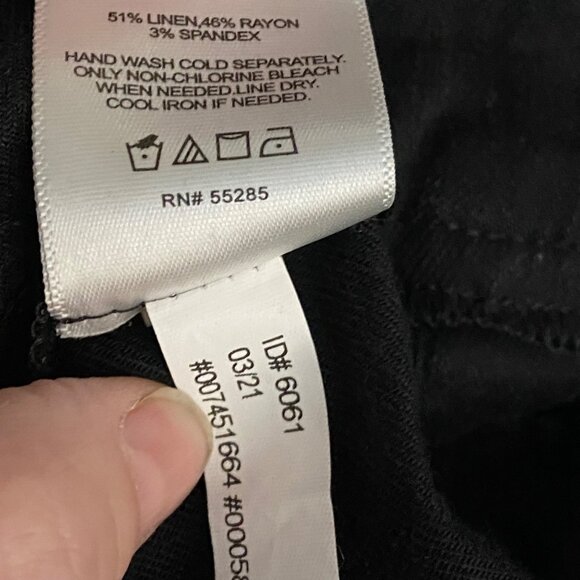 51% LINEN,46% RAYON
3% SPANDEX
HAND WASH COLD SEPARATELY.
ONLY NON-CHLORINE BLEACH
WHEN NEEDED.LINE DRY.
COOL IRON IF NEEDED.
RN# 55285
ID# 6061
03/21
#007451664 #00058